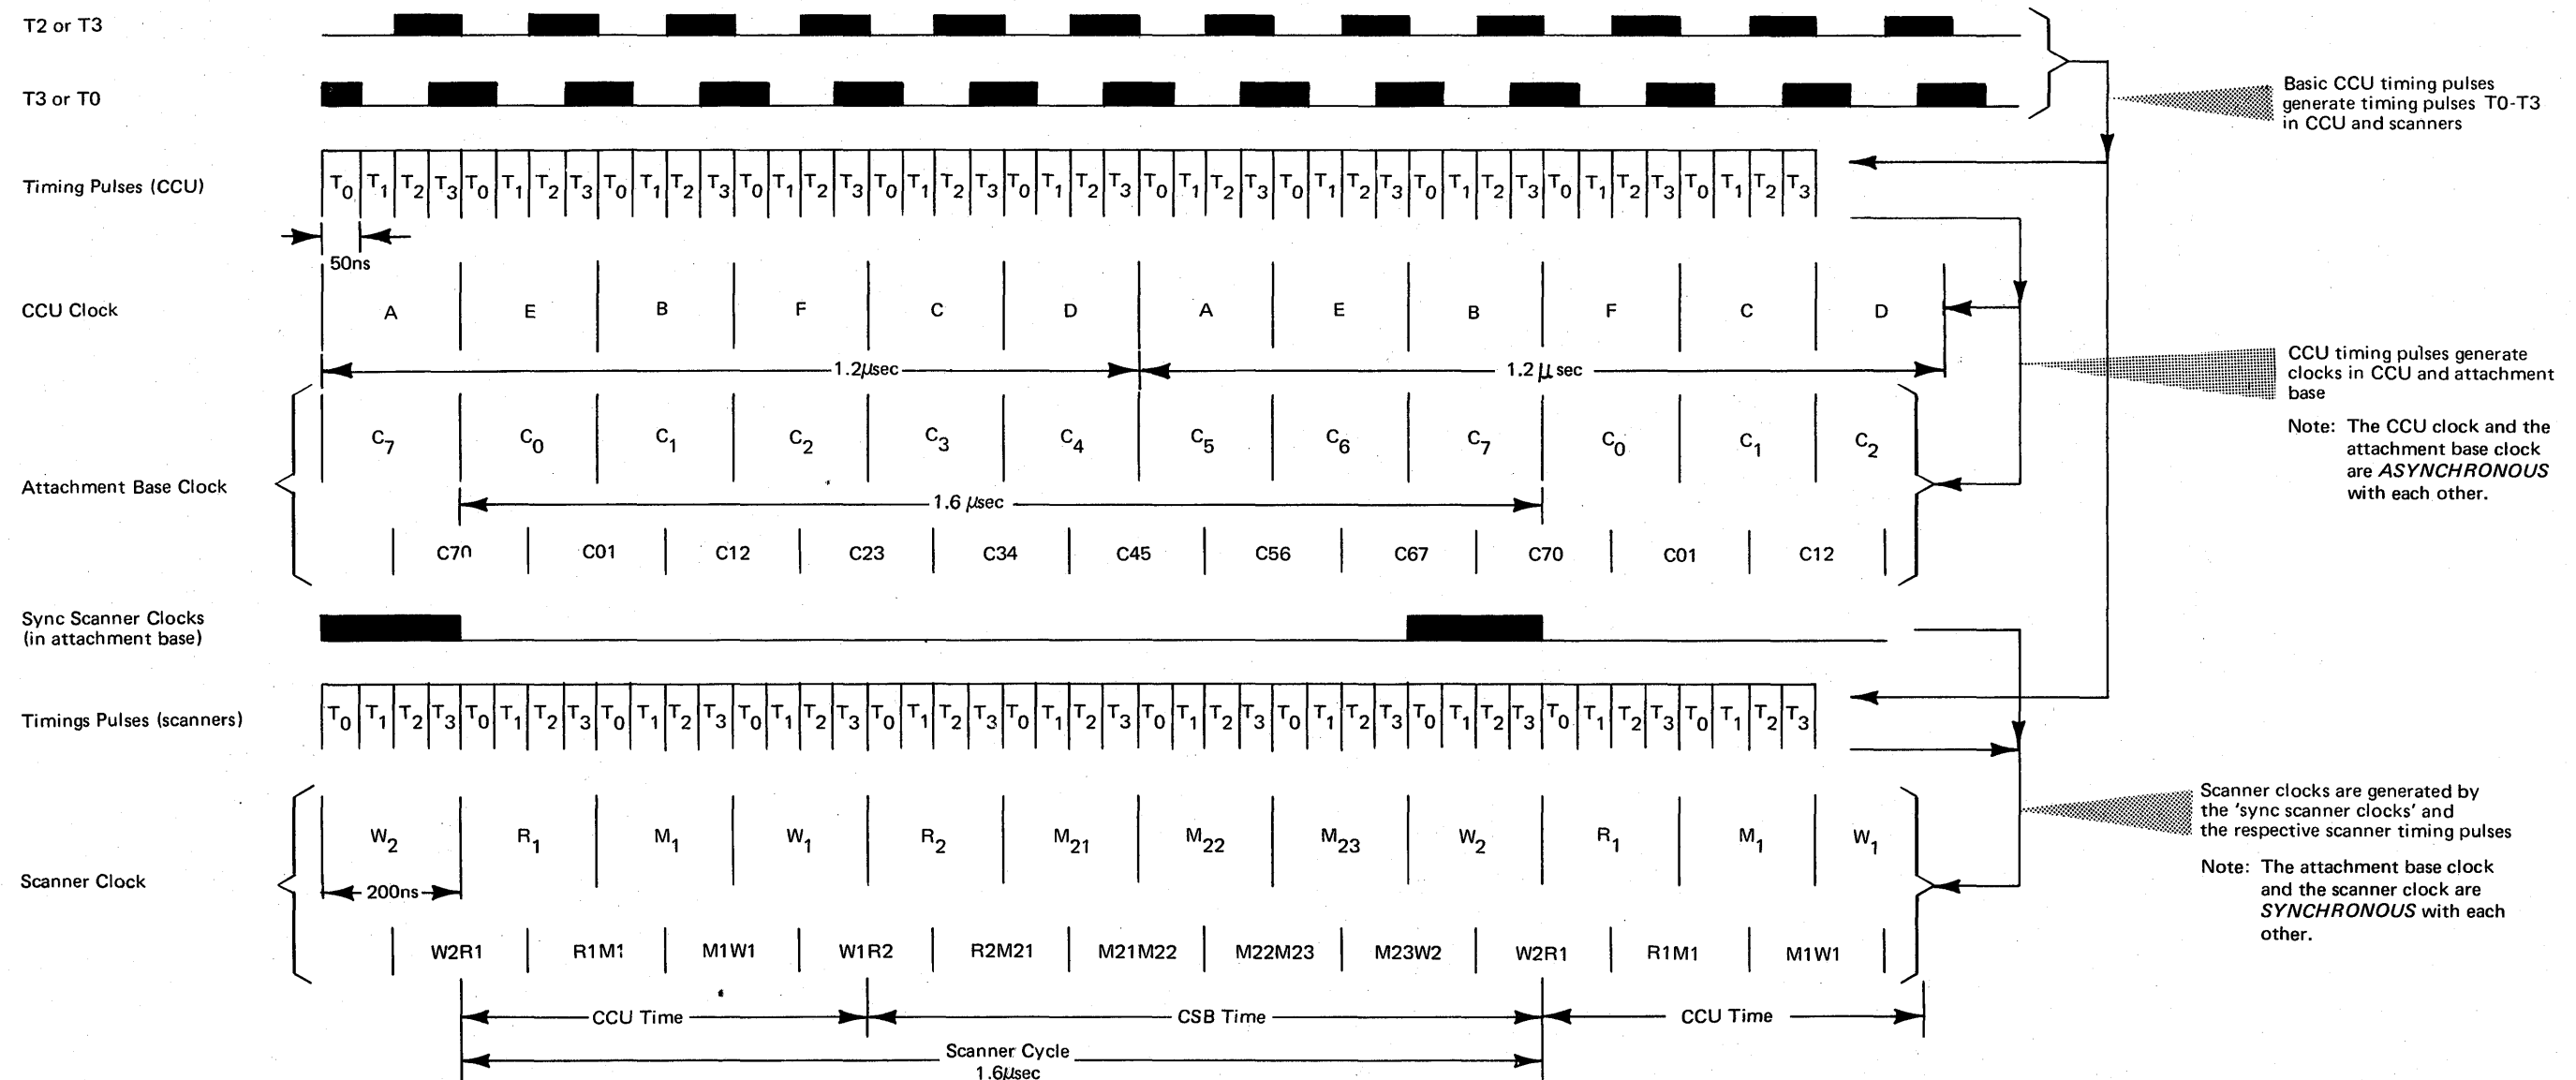 T2 or T3
T3 or T0
Basic CCU timing pulses
generate timing pulses T0-T3
in CCU and scanners
Timing Pulses (CCU)
T0 T1 T2 T3 T0 T1 T2 T3 T0 T1 T2 T3 T0 T1 T2 T3 T0 T1 T2 T3 T0 T1 T2 T3 T0 T1 T2 T3 T0 T1 T2 T3 T0 T1 T2 T3 T0 T1 T2 T3 T0 T1 T2 T3
50ns
CCU Clock
A E B F C D A E B F C D
1.2μsec 1.2μsec
CCU timing pulses generate
clocks in CCU and attachment
base
Note: The CCU clock and the
attachment base clock
are ASYNCHRONOUS
with each other.
Attachment Base Clock
C7 C0 C1 C2 C3 C4 C5 C6 C7 C0 C1 C2
1.6 μsec
C70 C01 C12 C23 C34 C45 C56 C67 C70 C01 C12
Sync Scanner Clocks
(in attachment base)
Timings Pulses (scanners)
T0 T1 T2 T3 T0 T1 T2 T3 T0 T1 T2 T3 T0 T1 T2 T3 T0 T1 T2 T3 T0 T1 T2 T3 T0 T1 T2 T3 T0 T1 T2 T3 T0 T1 T2 T3 T0 T1 T2 T3 T0 T1 T2 T3
Scanner Clock
W2 R1 M1 W1 R2 M21 M22 M23 W2 R1 M1 W1
200ns
W2R1 R1M1 M1W1 W1R2 R2M21 M21M22 M22M23 M23W2 W2R1 R1M1 M1W1
Scanner clocks are generated by
the 'sync scanner clocks' and
the respective scanner timing pulses
Note: The attachment base clock
and the scanner clock are
SYNCHRONOUS with each
other.
CCU Time CSB Time CCU Time
Scanner Cycle
1.6μsec